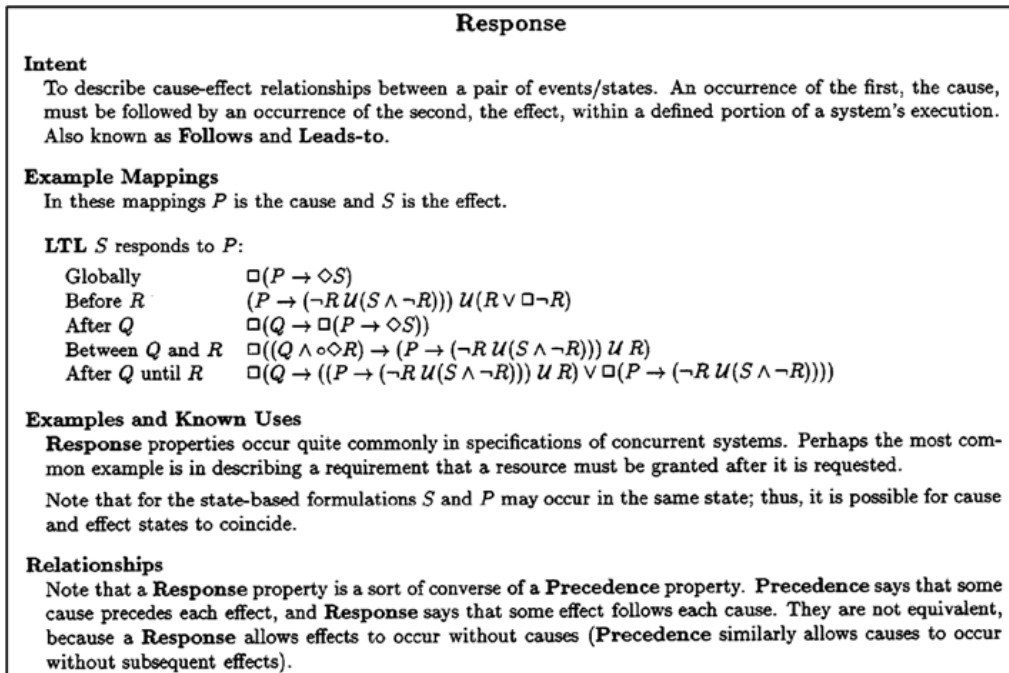 Response
Intent
To describe cause-effect relationships between a pair of events/states. An occurrence of the first, the cause,
must be followed by an occurrence of the second, the effect, within a defined portion of a system's execution.
Also known as Follows and Leads-to.
Example Mappings
In these mappings P is the cause and S is the effect.
LTL S responds to P:
Globally □(P → ◇S)
Before R (P → (¬R U(S ∧ ¬R))) U(R ∨ □¬R)
After Q □(Q → □(P → ◇S))
Between Q and R □((Q ∧ ○◇R) → (P → (¬R U(S ∧ ¬R))) U R)
After Q until R □(Q → ((P → (¬R U(S ∧ ¬R))) U R) ∨ □(P → (¬R U(S ∧ ¬R))))
Examples and Known Uses
Response properties occur quite commonly in specifications of concurrent systems. Perhaps the most com-
mon example is in describing a requirement that a resource must be granted after it is requested.
Note that for the state-based formulations S and P may occur in the same state; thus, it is possible for cause
and effect states to coincide.
Relationships
Note that a Response property is a sort of converse of a Precedence property. Precedence says that some
cause precedes each effect, and Response says that some effect follows each cause. They are not equivalent,
because a Response allows effects to occur without causes (Precedence similarly allows causes to occur
without subsequent effects).